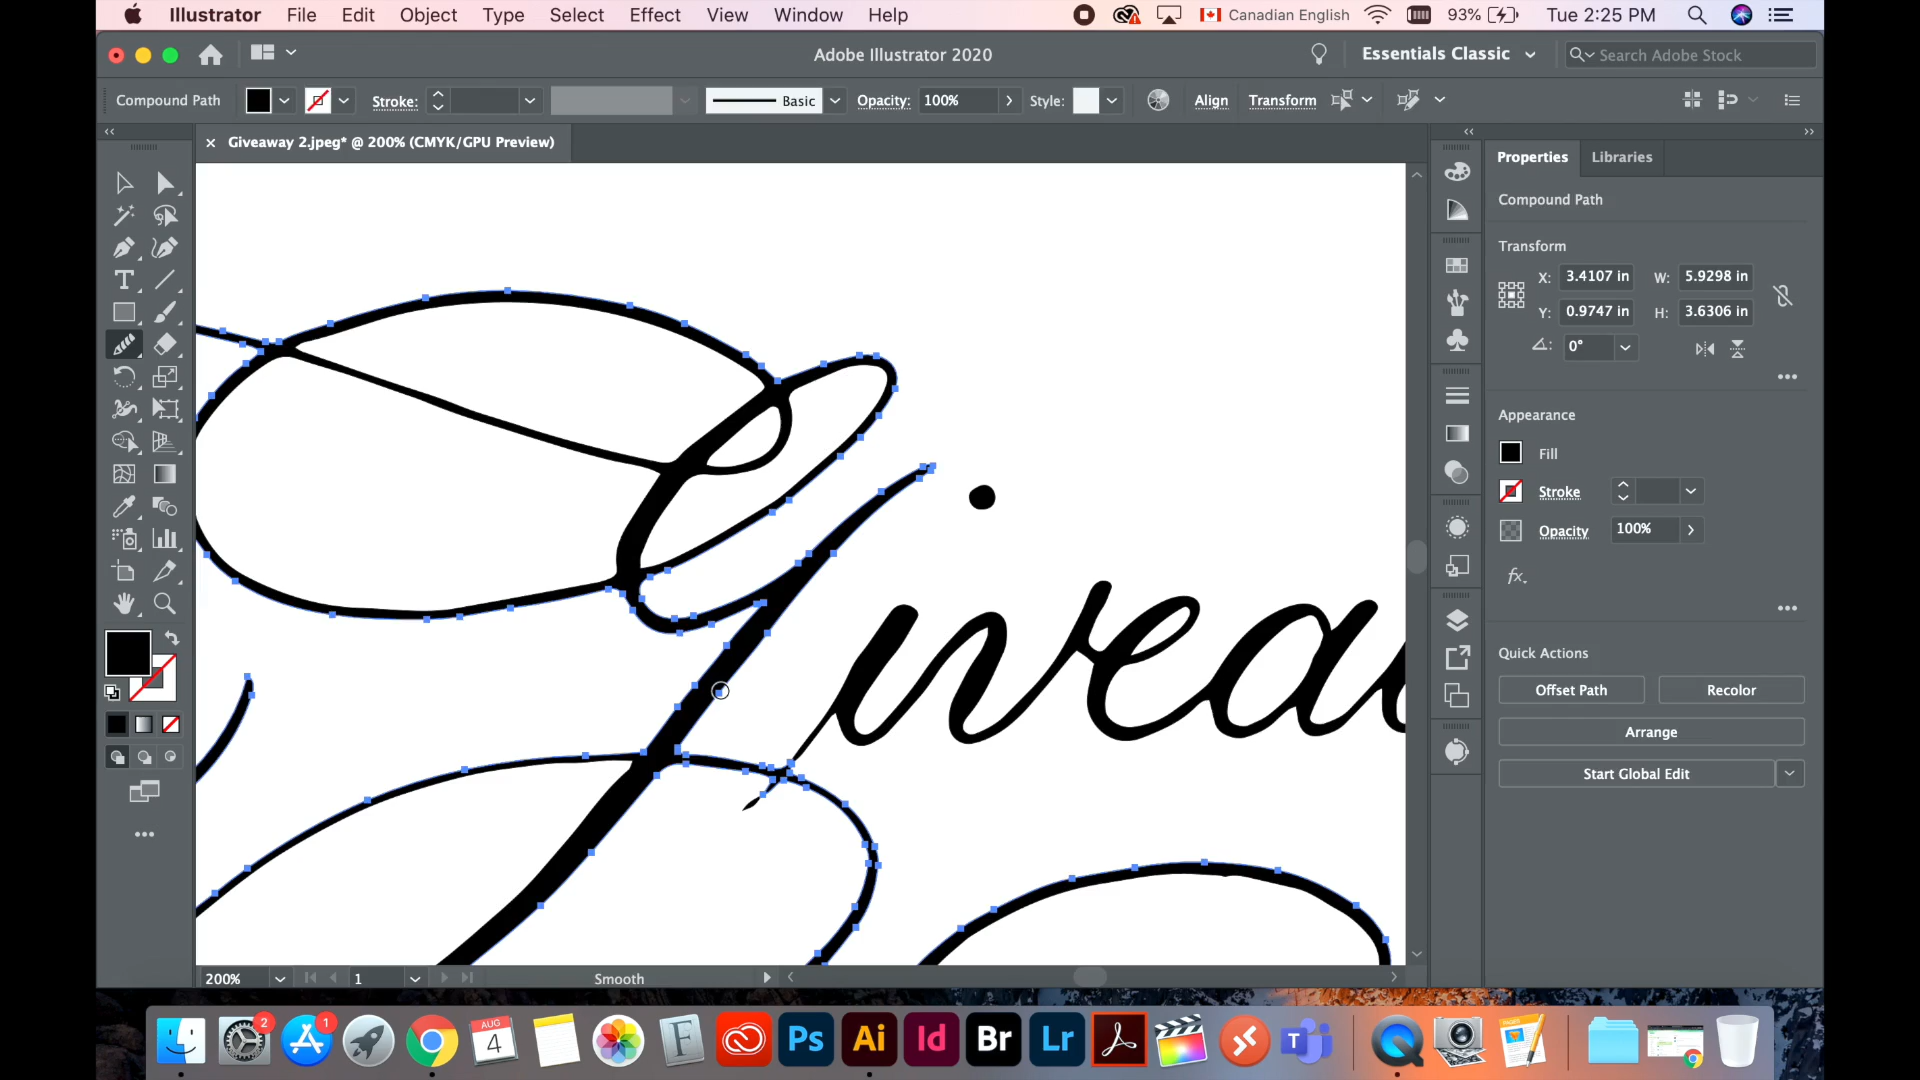 Illustrator File Edit Object Type Select Effect View Window Help Canadian English 93% Tue 2:25 PM
Adobe Illustrator 2020 Essentials Classic Search Adobe Stock
Compound Path Stroke: Basic Opacity: 100% Style: Align Transform
Giveaway 2.jpeg* @ 200% (CMYK/GPU Preview)
Properties Libraries
Compound Path
Transform
X: 3.4107 in W: 5.9298 in
Y: 0.9747 in H: 3.6306 in
0°
Appearance
Fill
Stroke
Opacity 100%
fx
Quick Actions
Offset Path Recolor
Arrange
Start Global Edit
Givea
200% 1 Smooth
2 1 AUG 4 F Ps Ai Id Br Lr T